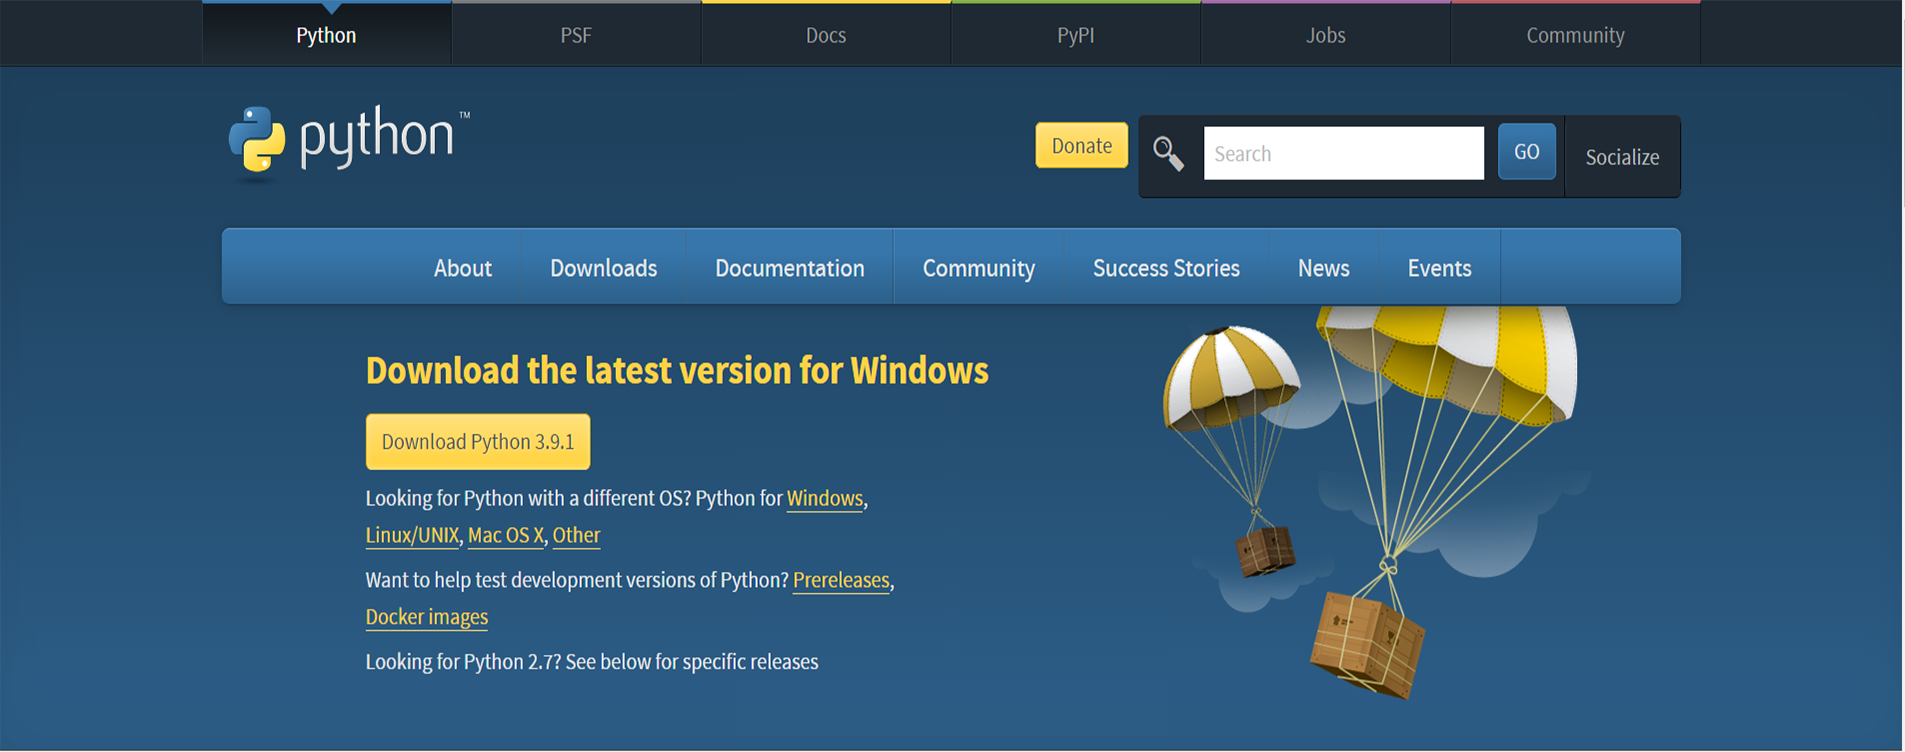 Python PSF Docs PyPI Jobs Community
python™
Donate Search GO Socialize
About Downloads Documentation Community Success Stories News Events
Download the latest version for Windows
Download Python 3.9.1
Looking for Python with a different OS? Python for Windows,
Linux/UNIX, Mac OS X, Other
Want to help test development versions of Python? Prereleases,
Docker images
Looking for Python 2.7? See below for specific releases